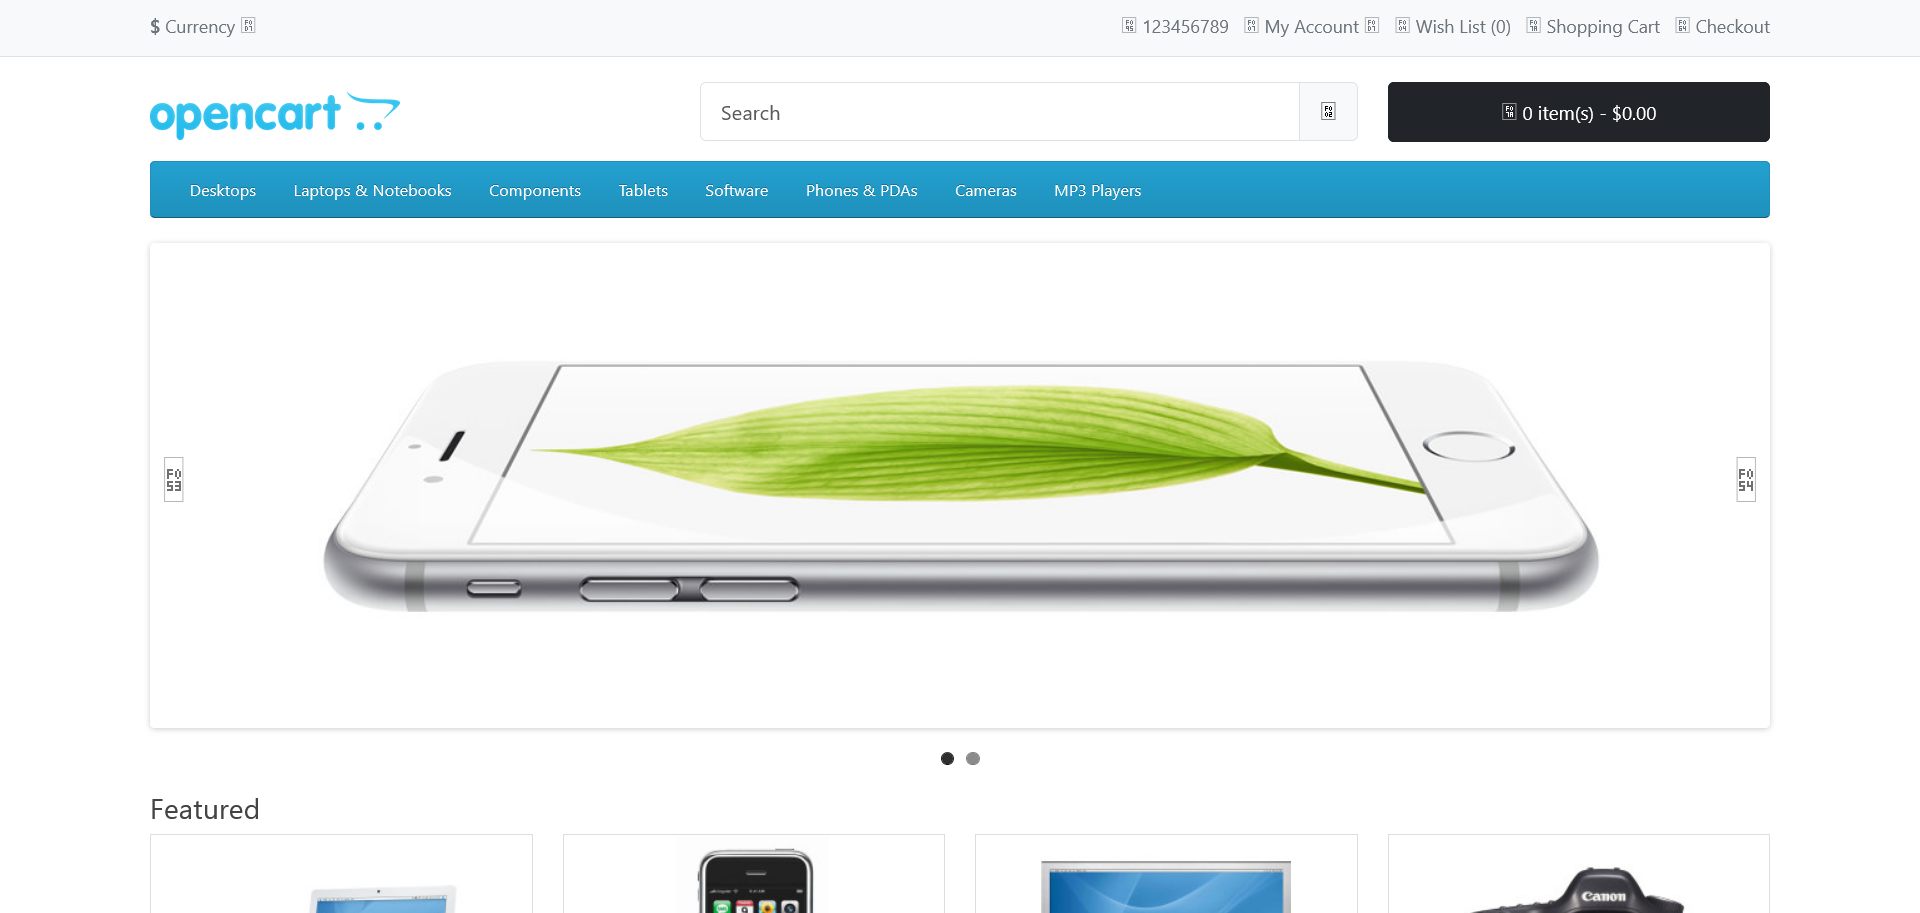 $ Currency
123456789 My Account Wish List (0) Shopping Cart Checkout
opencart
Search
0 item(s) - $0.00
Desktops Laptops & Notebooks Components Tablets Software Phones & PDAs Cameras MP3 Players
Featured
Canon